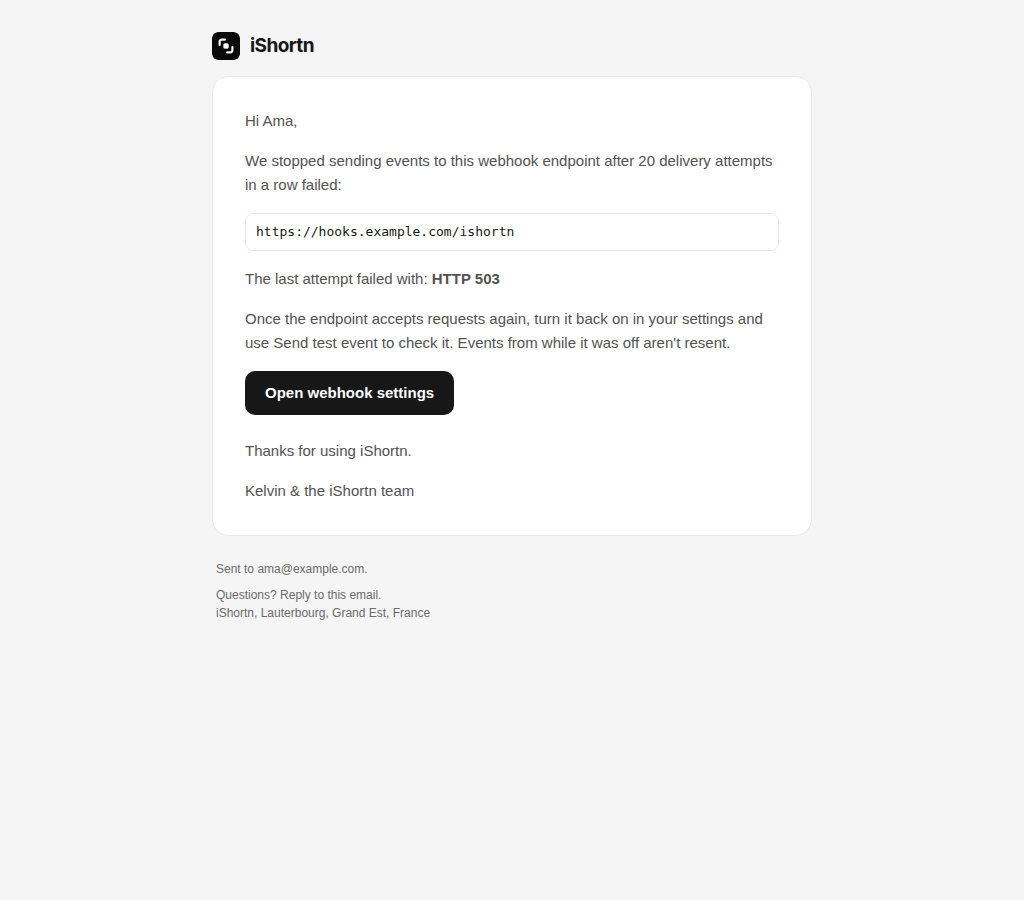 iShortn
Hi Ama,
We stopped sending events to this webhook endpoint after 20 delivery attempts
in a row failed:
https://hooks.example.com/ishortn
The last attempt failed with: HTTP 503
Once the endpoint accepts requests again, turn it back on in your settings and
use Send test event to check it. Events from while it was off aren't resent.
Open webhook settings
Thanks for using iShortn.
Kelvin & the iShortn team
Sent to ama@example.com.
Questions? Reply to this email.
iShortn, Lauterbourg, Grand Est, France